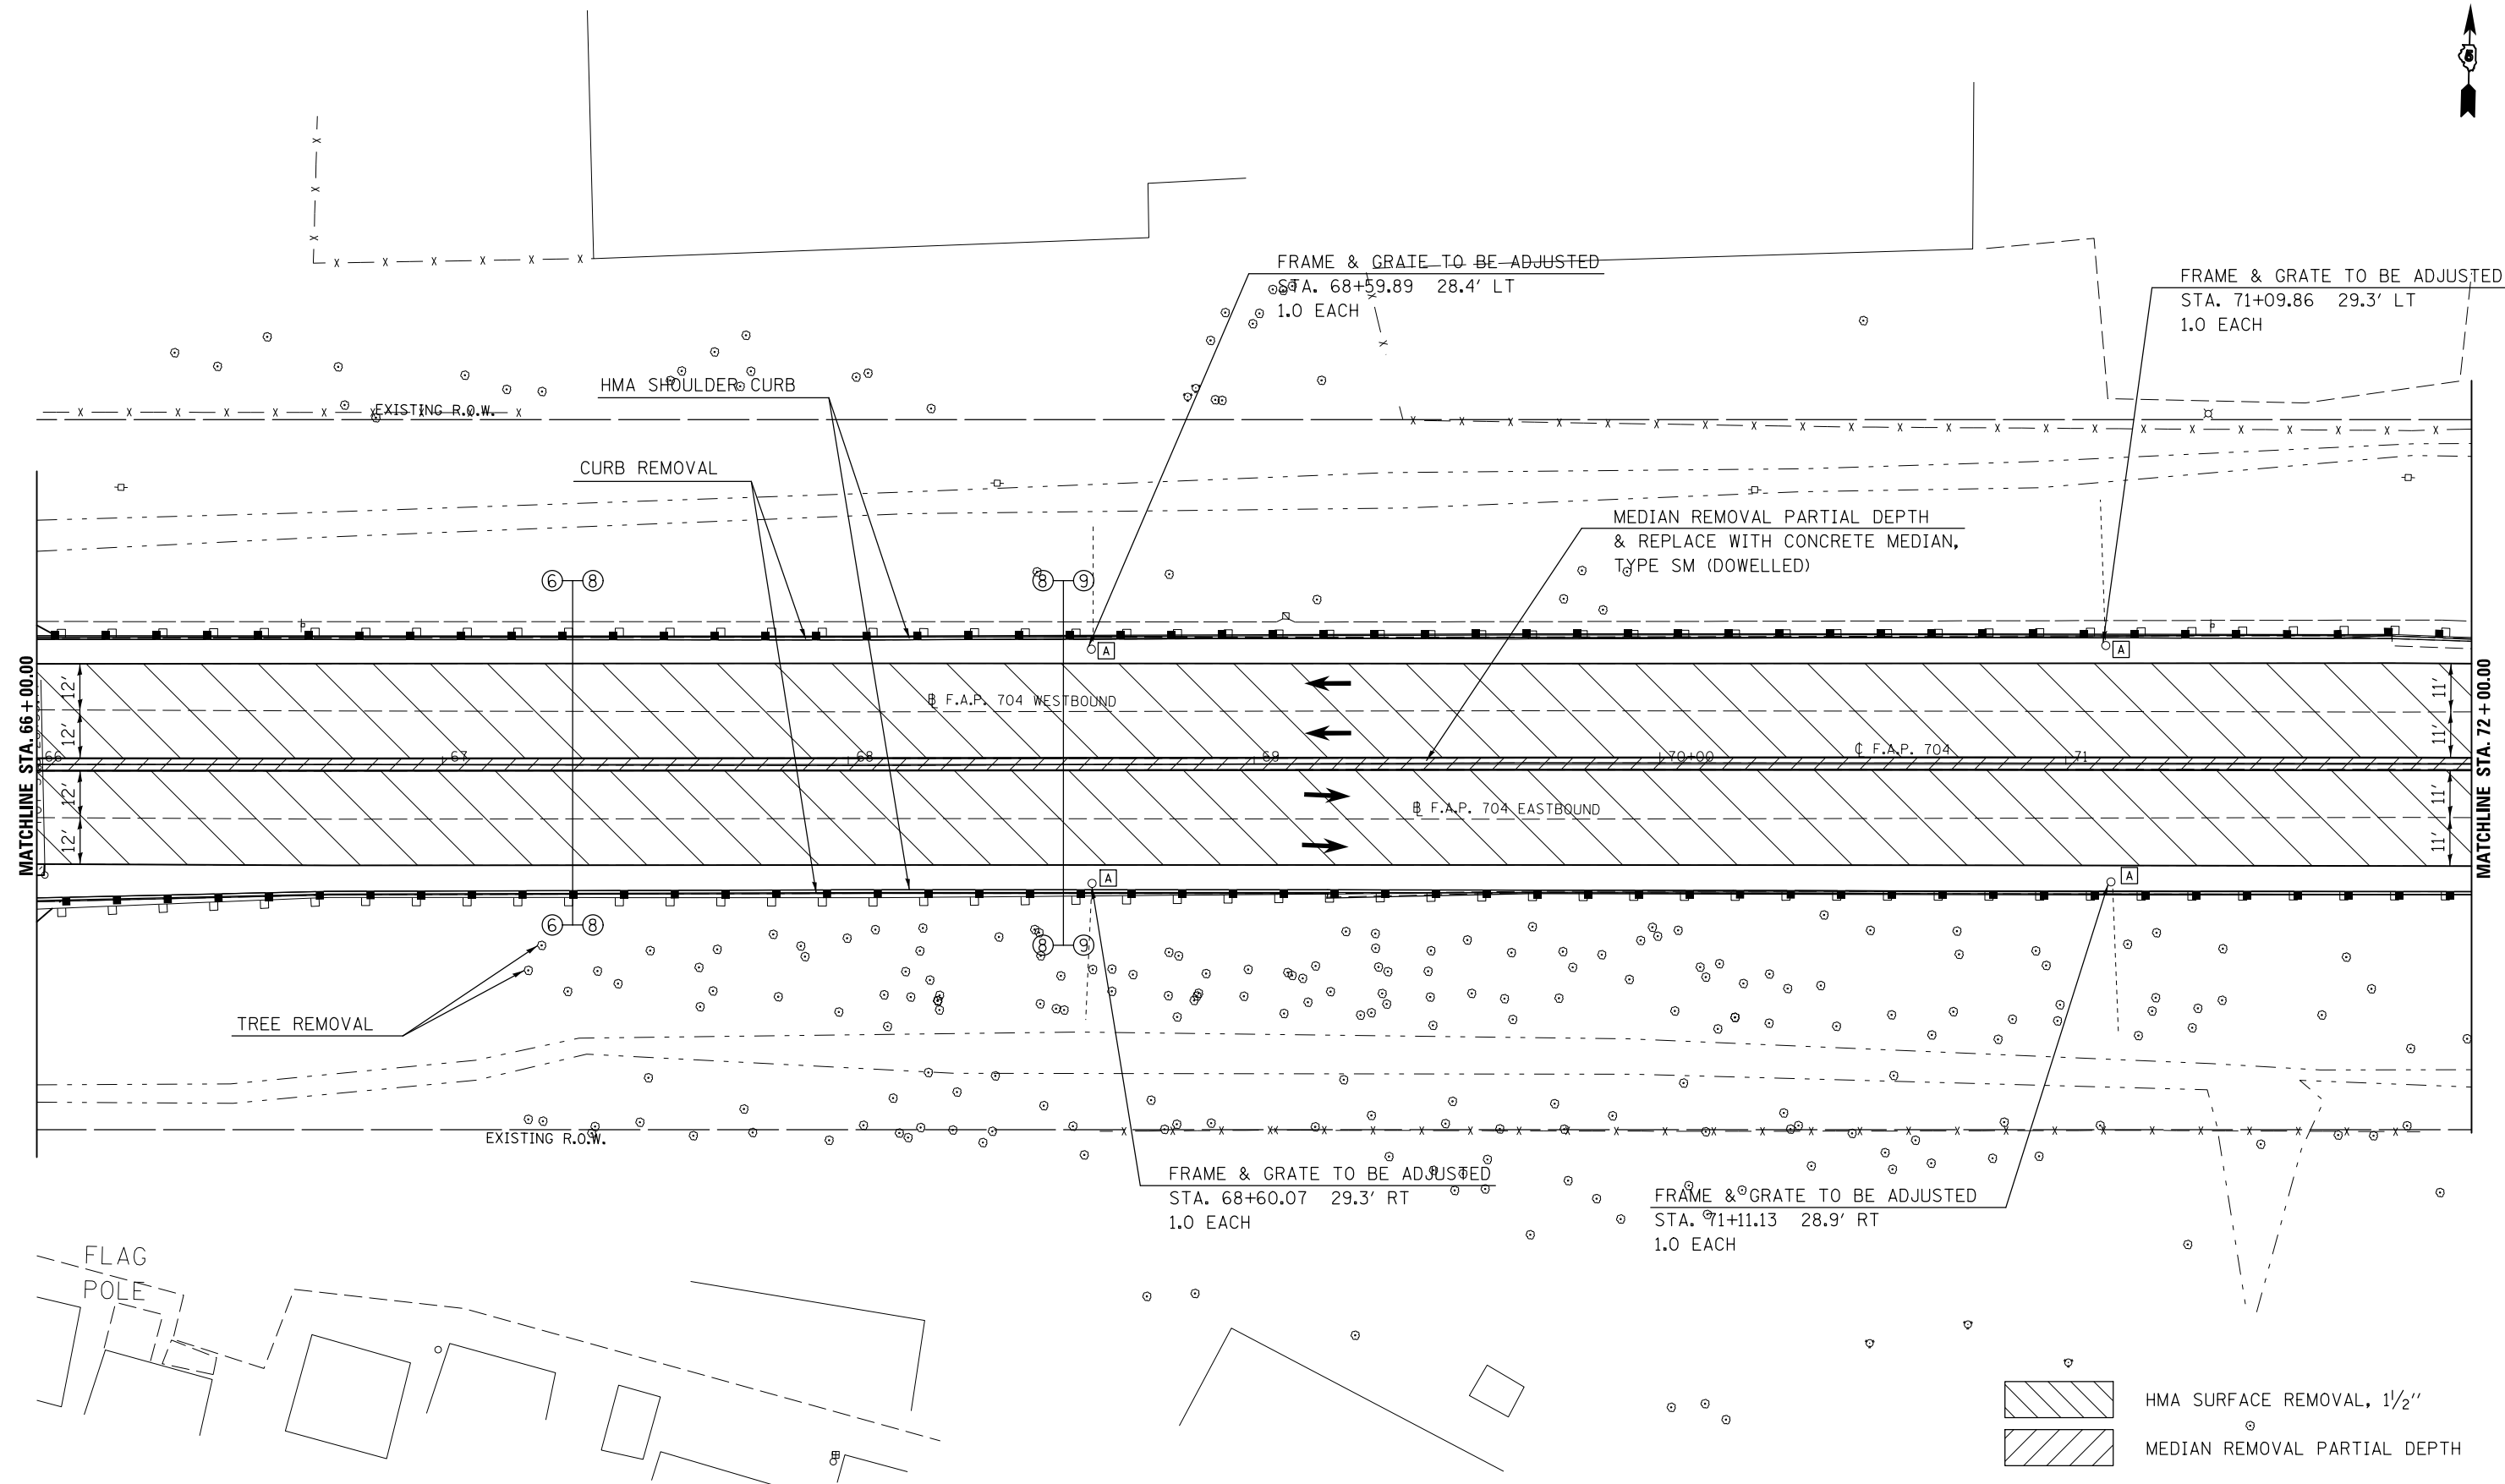 FRAME & GRATE TO BE ADJUSTED
STA. 68+59.89 28.4' LT
1.0 EACH
FRAME & GRATE TO BE ADJUSTED
STA. 71+09.86 29.3' LT
1.0 EACH
HMA SHOULDER CURB
EXISTING R.O.W.
CURB REMOVAL
MEDIAN REMOVAL PARTIAL DEPTH
& REPLACE WITH CONCRETE MEDIAN,
TYPE SM (DOWELLED)
6 8
8 9
A
A
MATCHLINE STA. 66 + 00.00
MATCHLINE STA. 72 + 00.00
12'
12'
12'
12'
11'
11'
11'
11'
℄ F.A.P. 704
F.A.P. 704 WESTBOUND
66
67
68
69
70+00
71
F.A.P. 704 EASTBOUND
A
A
6 8
8 9
TREE REMOVAL
EXISTING R.O.W.
FRAME & GRATE TO BE ADJUSTED
STA. 68+60.07 29.3' RT
1.0 EACH
FRAME & GRATE TO BE ADJUSTED
STA. 71+11.13 28.9' RT
1.0 EACH
FLAG
POLE
HMA SURFACE REMOVAL, 1 1/2"
MEDIAN REMOVAL PARTIAL DEPTH